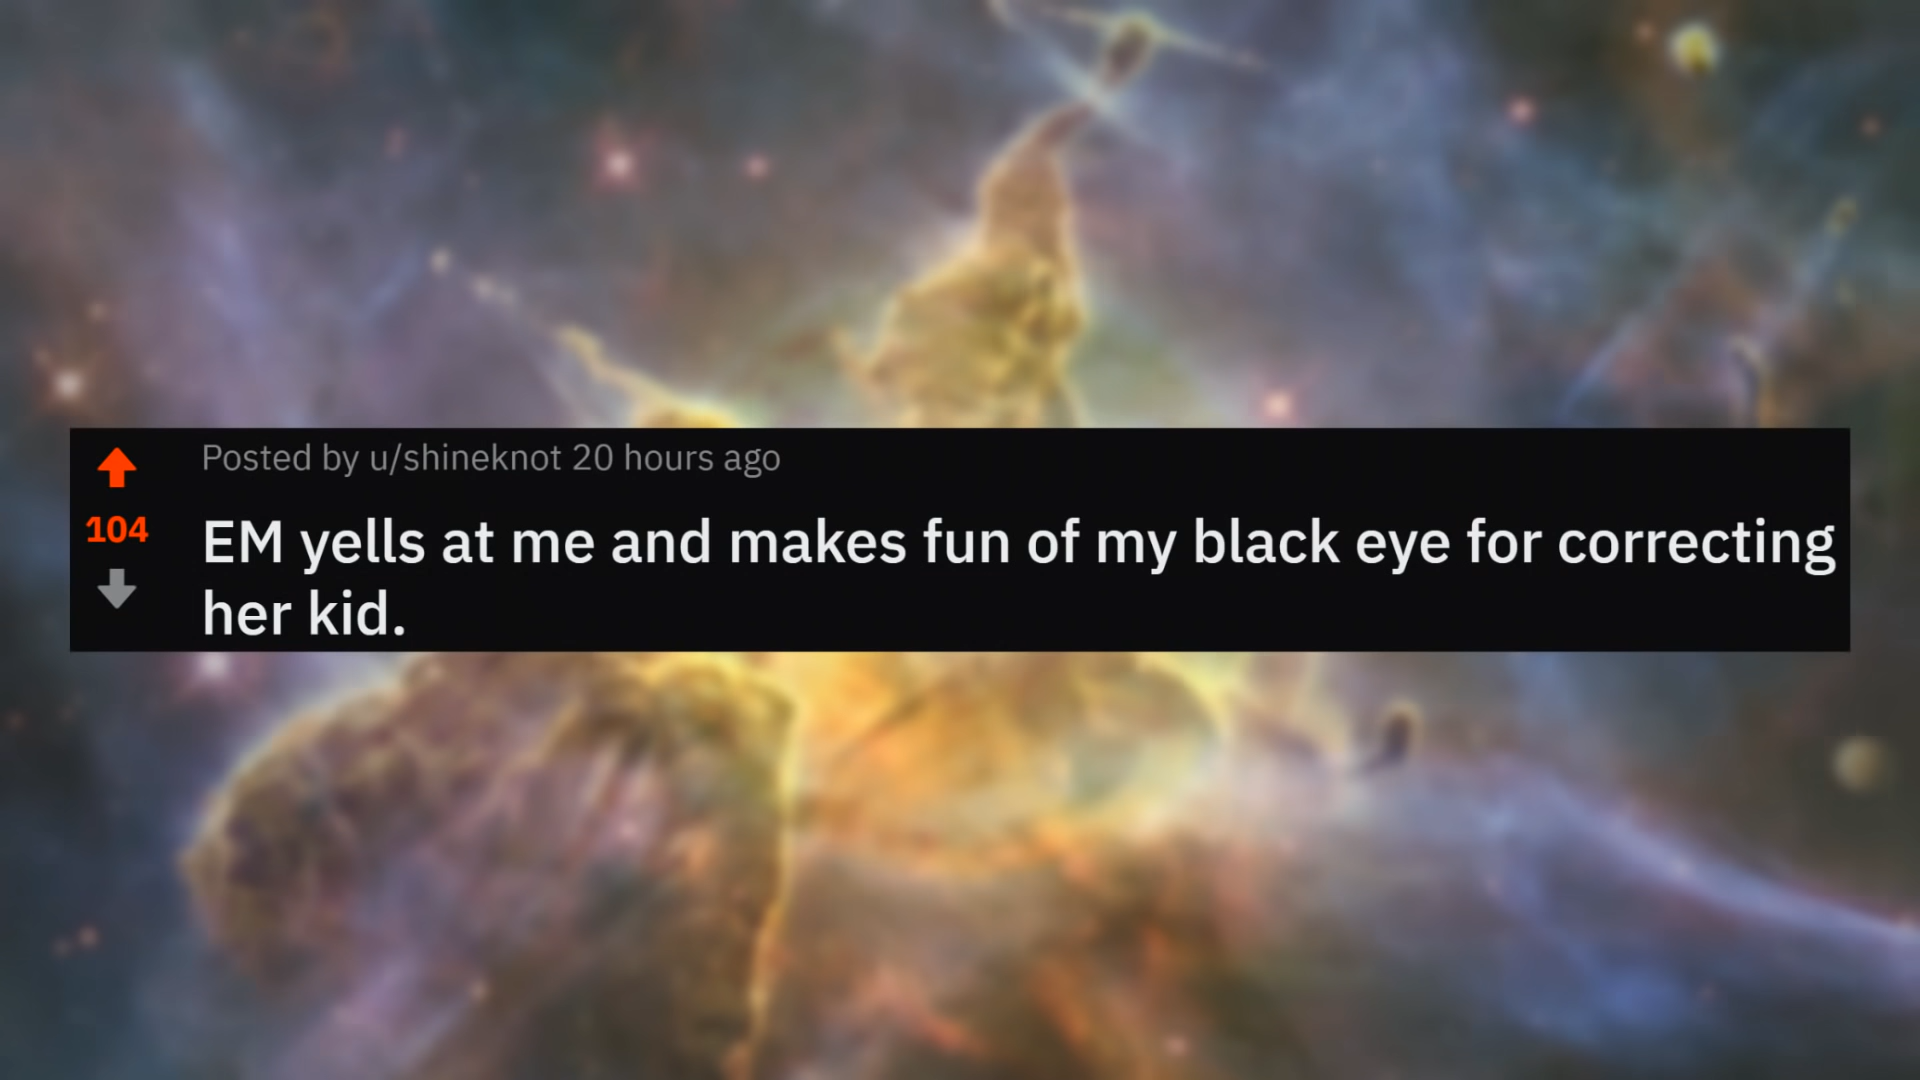 Posted by u/shineknot 20 hours ago
104
EM yells at me and makes fun of my black eye for correcting
her kid.